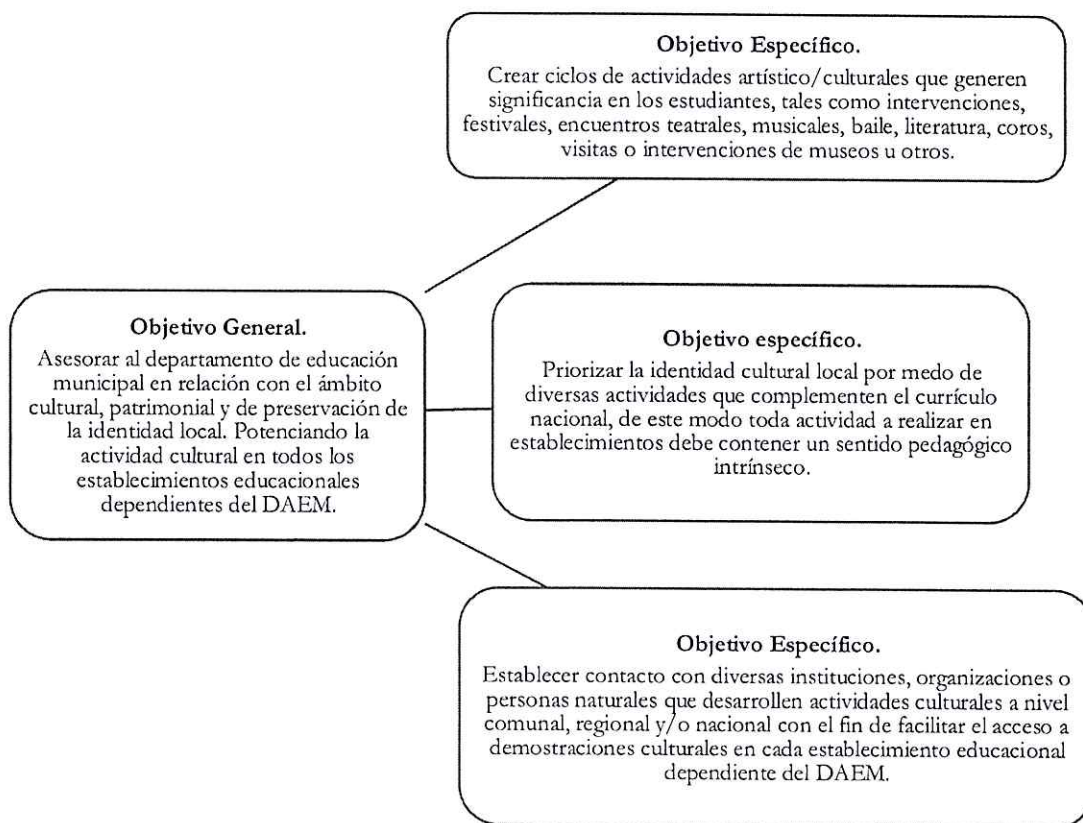 Objetivo Específico.
Crear ciclos de actividades artístico/culturales que generen
significancia en los estudiantes, tales como intervenciones,
festivales, encuentros teatrales, musicales, baile, literatura, coros,
visitas o intervenciones de museos u otros.
Objetivo General.
Asesorar al departamento de educación
municipal en relación con el ámbito
cultural, patrimonial y de preservación de
la identidad local. Potenciando la
actividad cultural en todos los
establecimientos educacionales
dependientes del DAEM.
Objetivo específico.
Priorizar la identidad cultural local por medo de
diversas actividades que complementen el currículo
nacional, de este modo toda actividad a realizar en
establecimientos debe contener un sentido pedagógico
intrínseco.
Objetivo Específico.
Establecer contacto con diversas instituciones, organizaciones o
personas naturales que desarrollen actividades culturales a nivel
comunal, regional y/o nacional con el fin de facilitar el acceso a
demostraciones culturales en cada establecimiento educacional
dependiente del DAEM.